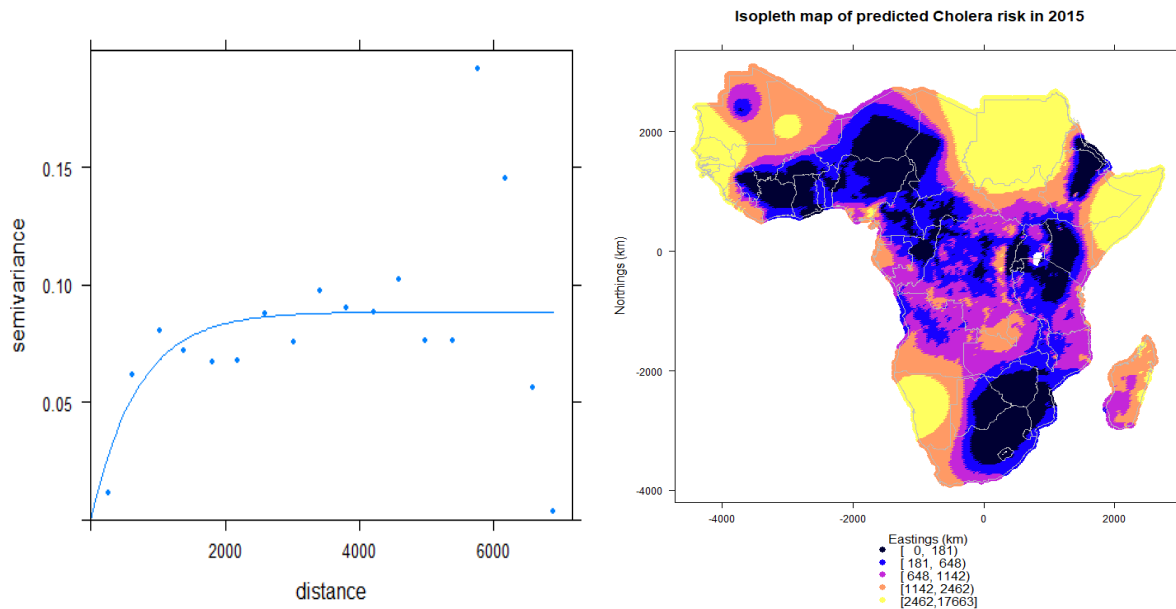 semivariance
0.15
0.10
0.05
2000
4000
6000
distance
Isopleth map of predicted Cholera risk in 2015
Northings (km)
2000
0
-2000
-4000
-4000
-2000
0
2000
Eastings (km)
[ 0, 181)
[ 181, 648)
[ 648, 1142)
[1142, 2462)
[2462,17663]